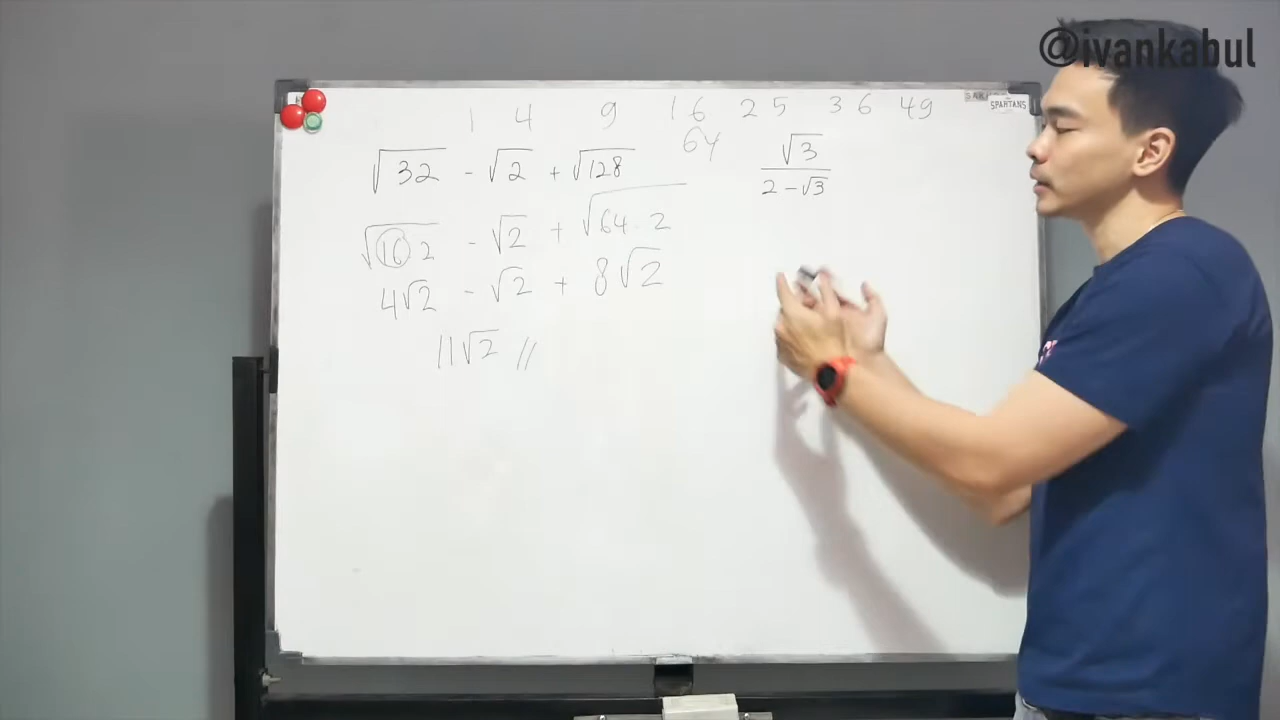 @ivankabul
1 4 9 16 25 36 49
64
SPARTANS
√32 - √2 + √128
√16 2 - √2 + √64 . 2
4√2 - √2 + 8√2
11√2 //
√3
2 - √3